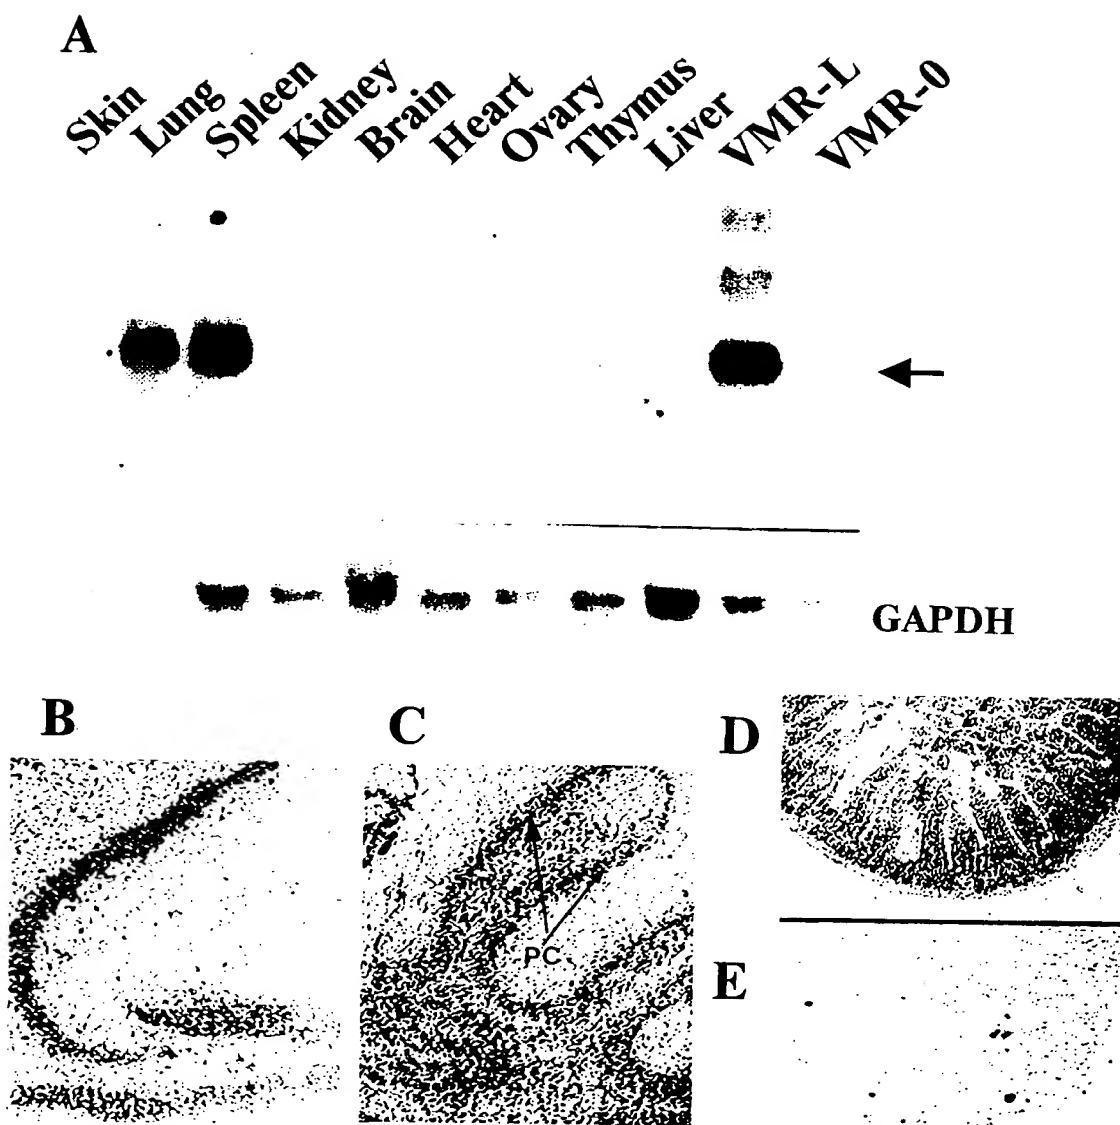 A
Skin
Lung
Spleen
Kidney
Brain
Heart
Ovary
Thymus
Liver
VMR-L
VMR-0
GAPDH
B
C
D
PC
E